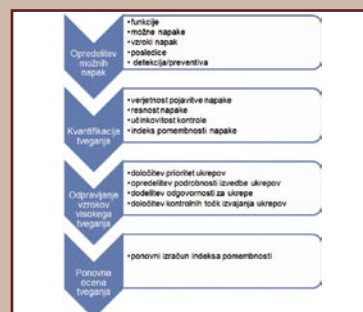 Opredelitev
možnih
napak
•funkcije
•možne napake
•vzroki napak
•posledice
• detekcija/preventiva
Kvantifikacija
tveganja
•verjetnost pojavitve napake
•resnost napake
•učinkovitost kontrole
•indeks pomembnosti napake
Odpravljanje
vzrokov
visokega
tveganja
•določitev prioritet ukrepov
•opredelitev podrobnosti izvedbe ukrepov
•dodelitev odgovornosti za ukrepe
•določitev kontrolnih točk izvajanja ukrepov
Ponovna
ocena
tveganja
•ponovni izračun indeksa pomembnosti